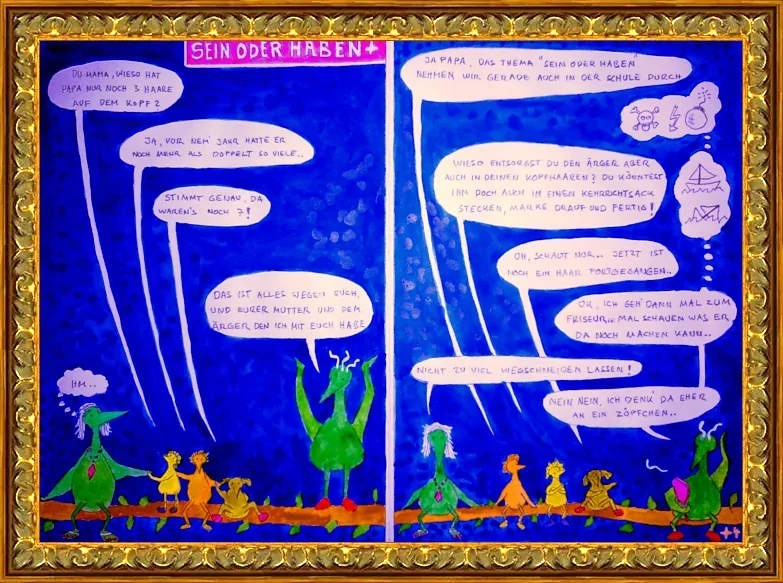 SEIN ODER HABEN
DU MAMA, WIESO HAT
PAPA NUR NOCH 3 HAARE
AUF DEM KOPF?
JA, VOR NEM' JAHR HATTE ER
NOCH MEHR ALS DOPPELT SO VIELE..
STIMMT GENAU, DA
WAREN'S NOCH 7!
DAS IST ALLES WEGEN EUCH,
UND EURER MUTTER UND DEM
ÄRGER DEN ICH MIT EUCH HABE
HM..
JA PAPA, DAS THEMA "SEIN ODER HABEN"
NEHMEN WIR GERADE AUCH IN DER SCHULE DURCH
WIESO ENTSORGST DU DEN ÄRGER ABER
AUCH IN DEINEN KOPFHAAREN? DU KÖNNTEST
IHN DOCH AUCH IN EINEN KEHRRICHTSACK
STECKEN, MARKE DRAUF UND FERTIG!
OH, SCHAUT NUR... JETZT IST
NOCH EIN HAAR FORTGEGANGEN..
OK, ICH GEH' DANN MAL ZUM
FRISEUR... MAL SCHAUEN WAS ER
DA NOCH MACHEN KANN..
NICHT ZU VIEL WEGSCHNEIDEN LASSEN!
NEIN NEIN, ICH DENK' DA EHER
AN EIN ZÖPFCHEN..